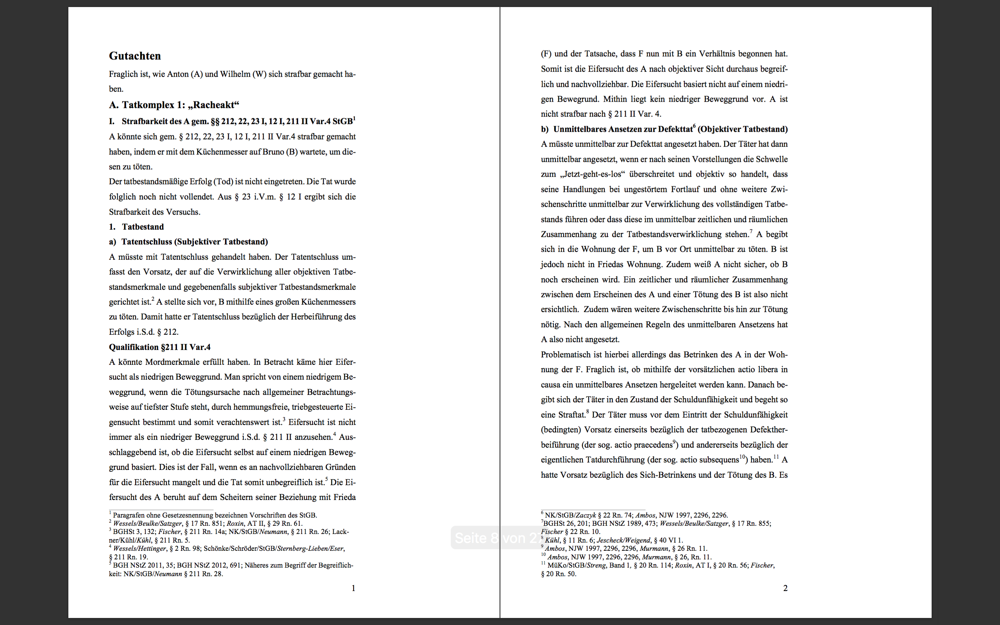 Gutachten
Fraglich ist, wie Anton (A) und Wilhelm (W) sich strafbar gemacht ha-
ben.
A. Tatkomplex 1: „Racheakt“
I. Strafbarkeit des A gem. §§ 212, 22, 23 I, 12 I, 211 II Var.4 StGB1
A könnte sich gem. § 212, 22, 23 I, 12 I, 211 II Var.4 strafbar gemacht
haben, indem er mit dem Küchenmesser auf Bruno (B) wartete, um die-
sen zu töten.
Der tatbestandsmäßige Erfolg (Tod) ist nicht eingetreten. Die Tat wurde
folglich noch nicht vollendet. Aus § 23 i.V.m. § 12 I ergibt sich die
Strafbarkeit des Versuchs.
1. Tatbestand
a) Tatentschluss (Subjektiver Tatbestand)
A müsste mit Tatentschluss gehandelt haben. Der Tatentschluss um-
fasst den Vorsatz, der auf die Verwirklichung aller objektiven Tatbe-
standsmerkmale und gegebenenfalls subjektiver Tatbestandsmerkmale
gerichtet ist.2 A stellte sich vor, B mithilfe eines großen Küchenmessers
zu töten. Damit hatte er Tatentschluss bezüglich der Herbeiführung des
Erfolgs i.S.d. § 212.
Qualifikation §211 II Var.4
A könnte Mordmerkmale erfüllt haben. In Betracht käme hier Eifer-
sucht als niedrigen Beweggrund. Man spricht von einem niedrigem Be-
weggrund, wenn die Tötungsursache nach allgemeiner Betrachtungs-
weise auf tiefster Stufe steht, durch hemmungsfreie, triebgesteuerte Ei-
gensucht bestimmt und somit verachtenswert ist.3 Eifersucht ist nicht
immer als ein niedriger Beweggrund i.S.d. § 211 II anzusehen.4 Aus-
schlaggebend ist, ob die Eifersucht selbst auf einem niedrigen Beweg-
grund basiert. Dies ist der Fall, wenn es an nachvollziehbaren Gründen
für die Eifersucht mangelt und die Tat somit unbegreiflich ist.5 Die Ei-
fersucht des A beruht auf dem Scheitern seiner Beziehung mit Frieda
1 Paragrafen ohne Gesetzesnennung bezeichnen Vorschriften des StGB.
2 Wessels/Beulke/Satzger, § 17 Rn. 851; Roxin, AT II, § 29 Rn. 61.
3 BGHSt 3, 132; Fischer, § 211 Rn. 14a; NK/StGB/Neumann, § 211 Rn. 26; Lack-
ner/Kühl/Kühl, § 211 Rn. 5.
4 Wessels/Hettinger, § 2 Rn. 98; Schönke/Schröder/StGB/Sternberg-Lieben/Eser,
§ 211 Rn. 19.
5 BGH NStZ 2011, 35; BGH NStZ 2012, 691; Näheres zum Begriff der Begreiflich-
keit: NK/StGB/Neumann § 211 Rn. 28.
1
(F) und der Tatsache, dass F nun mit B ein Verhältnis begonnen hat.
Somit ist die Eifersucht des A nach objektiver Sicht durchaus begreif-
lich und nachvollziehbar. Die Eifersucht basiert nicht auf einem niedri-
gen Bewegrund. Mithin liegt kein niedriger Beweggrund vor. A ist
nicht strafbar nach § 211 II Var. 4.
b) Unmittelbares Ansetzen zur Defekttat6 (Objektiver Tatbestand)
A müsste unmittelbar zur Defekttat angesetzt haben. Der Täter hat dann
unmittelbar angesetzt, wenn er nach seinen Vorstellungen die Schwelle
zum „Jetzt-geht-es-los“ überschreitet und objektiv so handelt, dass
seine Handlungen bei ungestörtem Fortlauf und ohne weitere Zwi-
schenschritte unmittelbar zur Verwirklichung des vollständigen Tatbe-
stands führen oder dass diese im unmittelbar zeitlichen und räumlichen
Zusammenhang zu der Tatbestandsverwirklichung stehen.7 A begibt
sich in die Wohnung der F, um B vor Ort unmittelbar zu töten. B ist
jedoch nicht in Friedas Wohnung. Zudem weiß A nicht sicher, ob B
noch erscheinen wird. Ein zeitlicher und räumlicher Zusammenhang
zwischen dem Erscheinen des A und einer Tötung des B ist also nicht
ersichtlich. Zudem wären weitere Zwischenschritte bis hin zur Tötung
nötig. Nach den allgemeinen Regeln des unmittelbaren Ansetzens hat
A also nicht angesetzt.
Problematisch ist hierbei allerdings das Betrinken des A in der Woh-
nung der F. Fraglich ist, ob mithilfe der vorsätzlichen actio libera in
causa ein unmittelbares Ansetzen hergeleitet werden kann. Danach be-
gibt sich der Täter in den Zustand der Schuldunfähigkeit und begeht so
eine Straftat.8 Der Täter muss vor dem Eintritt der Schuldunfähigkeit
(bedingten) Vorsatz einerseits bezüglich der tatbezogenen Defekther-
beiführung (der sog. actio praecedens9) und andererseits bezüglich der
eigentlichen Tatdurchführung (der sog. actio subsequens10) haben.11 A
hatte Vorsatz bezüglich des Sich-Betrinkens und der Tötung des B. Es
6 NK/StGB/Zaczyk § 22 Rn. 74; Ambos, NJW 1997, 2296, 2296.
7BGHSt 26, 201; BGH NStZ 1989, 473; Wessels/Beulke/Satzger, § 17 Rn. 855;
Fischer § 22 Rn. 10.
8 Kühl, § 11 Rn. 6; Jescheck/Weigend, § 40 VI 1.
9 Ambos, NJW 1997, 2296, 2296, Murmann, § 26 Rn. 11.
10 Ambos, NJW 1997, 2296, 2296, Murmann, § 26, Rn. 11.
11 MüKo/StGB/Streng, Band 1, § 20 Rn. 114; Roxin, AT I, § 20 Rn. 56; Fischer,
§ 20 Rn. 50.
2
Seite 8 von 27